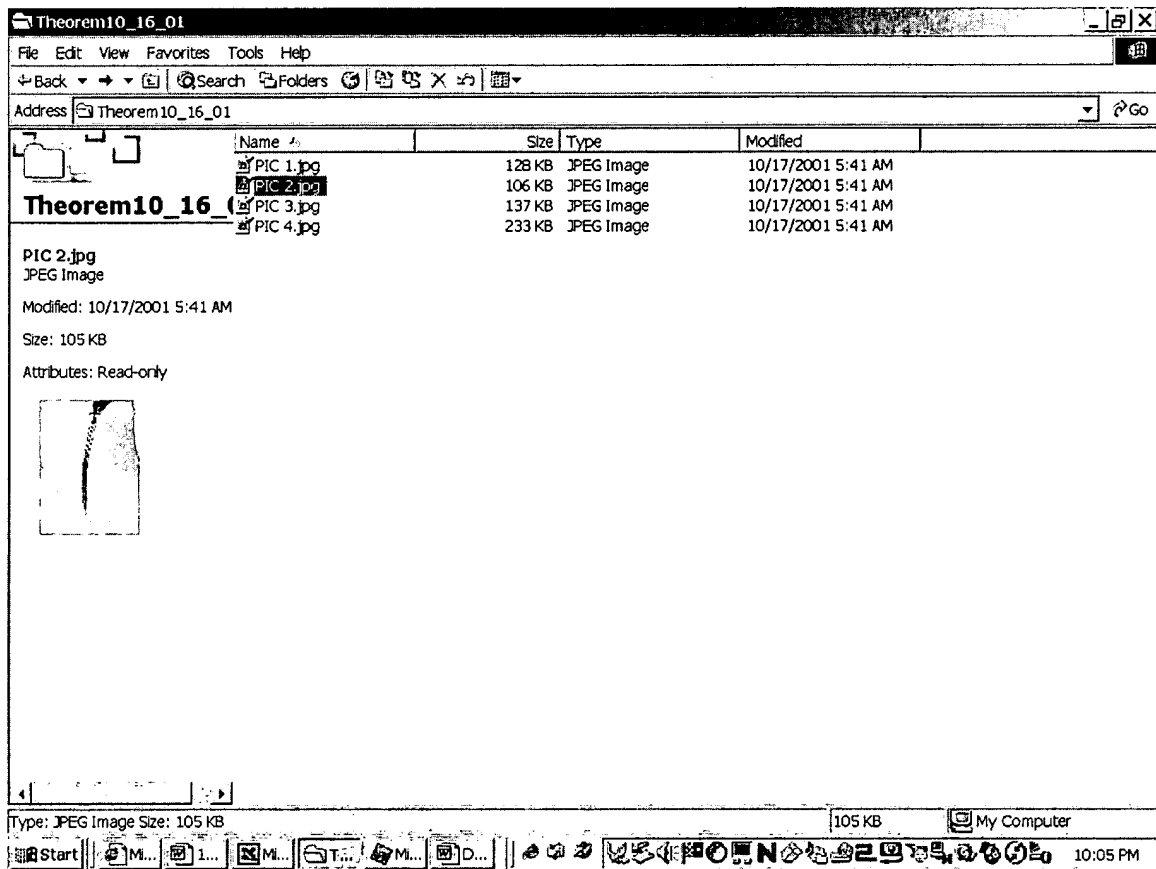 Theorem10_16_01
File Edit View Favorites Tools Help
Back Search Folders
Address Theorem10_16_01 Go
Name Size Type Modified
PIC 1.jpg 128 KB JPEG Image 10/17/2001 5:41 AM
PIC 2.jpg 106 KB JPEG Image 10/17/2001 5:41 AM
PIC 3.jpg 137 KB JPEG Image 10/17/2001 5:41 AM
PIC 4.jpg 233 KB JPEG Image 10/17/2001 5:41 AM
Theorem10_16_(
PIC 2.jpg
JPEG Image
Modified: 10/17/2001 5:41 AM
Size: 105 KB
Attributes: Read-only
Type: JPEG Image Size: 105 KB 105 KB My Computer
Start Mi... 1... Mi... T... Mi... D... 10:05 PM